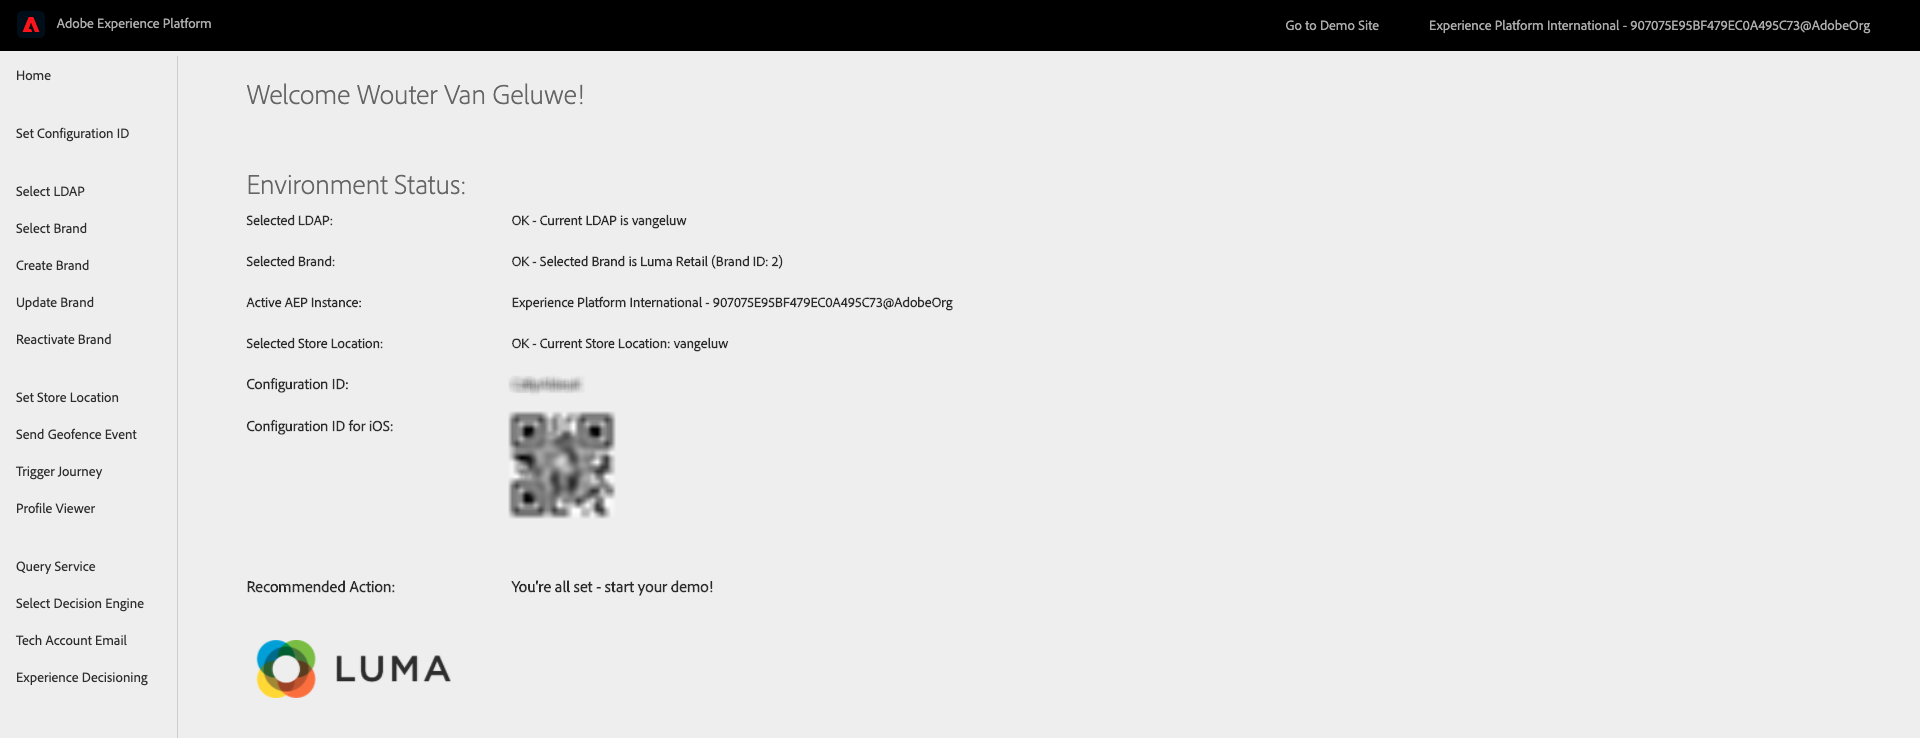 Adobe Experience Platform
Go to Demo Site
Experience Platform International - 907075E95BF479EC0A495C73@AdobeOrg
Home
Set Configuration ID
Select LDAP
Select Brand
Create Brand
Update Brand
Reactivate Brand
Set Store Location
Send Geofence Event
Trigger Journey
Profile Viewer
Query Service
Select Decision Engine
Tech Account Email
Experience Decisioning
Welcome Wouter Van Geluwe!
Environment Status:
Selected LDAP: OK - Current LDAP is vangeluw
Selected Brand: OK - Selected Brand is Luma Retail (Brand ID: 2)
Active AEP Instance: Experience Platform International - 907075E95BF479EC0A495C73@AdobeOrg
Selected Store Location: OK - Current Store Location: vangeluw
Configuration ID:
Configuration ID for iOS:
Recommended Action: You're all set - start your demo!
LUMA